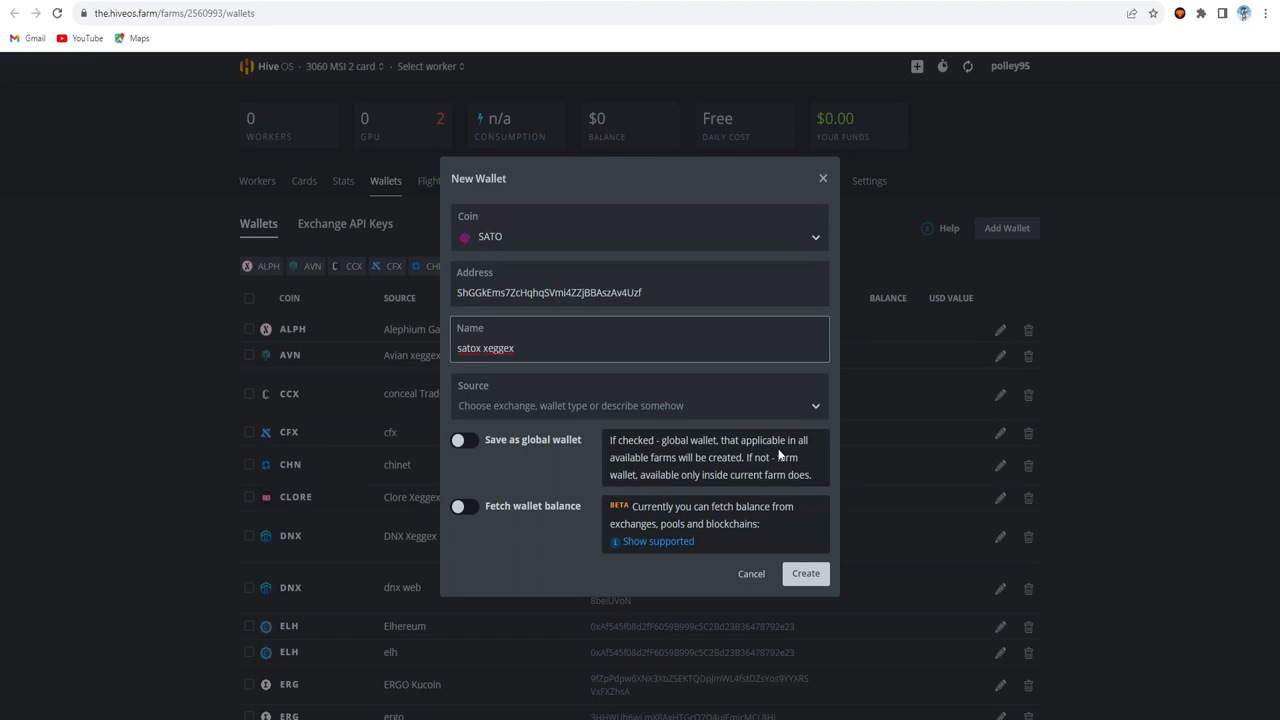 the.hiveos.farm/farms/2560993/wallets
Gmail YouTube Maps
Hive OS 3060 MSI 2 card Select worker polley95
0 0 2 n/a $0 Free $0.00
WORKERS GPU CONSUMPTION BALANCE DAILY COST YOUR FUNDS
Workers Cards Stats Wallets Flight Settings
Wallets Exchange API Keys Help Add Wallet
ALPH AVN CCX CFX CHI
COIN SOURCE BALANCE USD VALUE
ALPH Alephium Ga
AVN Avian xeggex
CCX conceal Trad
CFX cfx
CHN chinet
CLORE Clore Xeggex
DNX DNX Xeggex
DNX dnx web
8beiUVoN
ELH Elhereum 0xAf545f08d2fF6059B999c5C2Bd23B36478792e23
ELH elh 0xAf545f08d2fF6059B999c5C2Bd23B36478792e23
ERG ERGO Kucoin
VxFXZhsA
ERG ergo
New Wallet
Coin
SATO
Address
ShGGkEms7ZcHqhqSVmi4ZZjBBAszAv4Uzf
Name
satox xeggex
Source
Choose exchange, wallet type or describe somehow
Save as global wallet
If checked - global wallet, that applicable in all
available farms will be created. If not - farm
wallet, available only inside current farm does.
Fetch wallet balance
BETA Currently you can fetch balance from
exchanges, pools and blockchains:
Show supported
Cancel Create